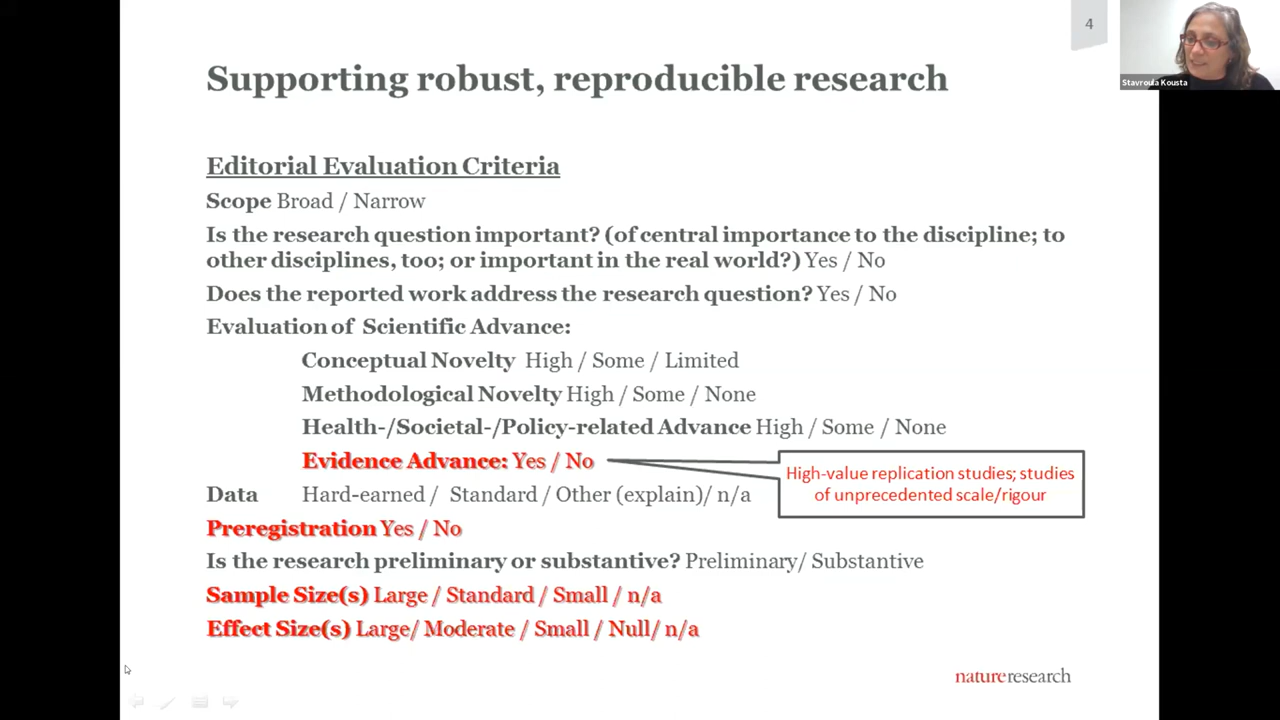 4
Stavroula Kousta
Supporting robust, reproducible research
Editorial Evaluation Criteria
Scope Broad / Narrow
Is the research question important? (of central importance to the discipline; to
other disciplines, too; or important in the real world?) Yes / No
Does the reported work address the research question? Yes / No
Evaluation of Scientific Advance:
Conceptual Novelty High / Some / Limited
Methodological Novelty High / Some / None
Health-/Societal-/Policy-related Advance High / Some / None
Evidence Advance: Yes / No
High-value replication studies; studies
of unprecedented scale/rigour
Data Hard-earned / Standard / Other (explain)/ n/a
Preregistration Yes / No
Is the research preliminary or substantive? Preliminary/ Substantive
Sample Size(s) Large / Standard / Small / n/a
Effect Size(s) Large/ Moderate / Small / Null/ n/a
natureresearch